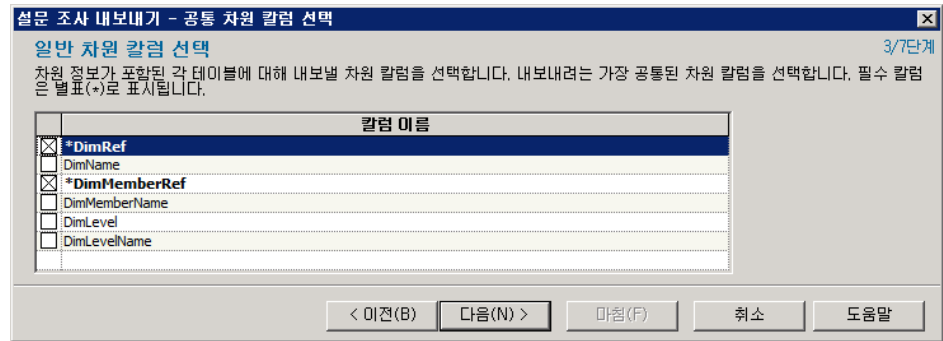 설문 조사 내보내기 - 공통 차원 칼럼 선택
일반 차원 칼럼 선택
3/7단계
차원 정보가 포함된 각 테이블에 대해 내보낼 차원 칼럼을 선택합니다. 내보내려는 가장 공통된 차원 칼럼을 선택합니다. 필수 칼럼
은 별표(*)로 표시됩니다.
칼럼 이름
*DimRef
DimName
*DimMemberRef
DimMemberName
DimLevel
DimLevelName
< 이전(B) 다음(N) > 마침(F) 취소 도움말